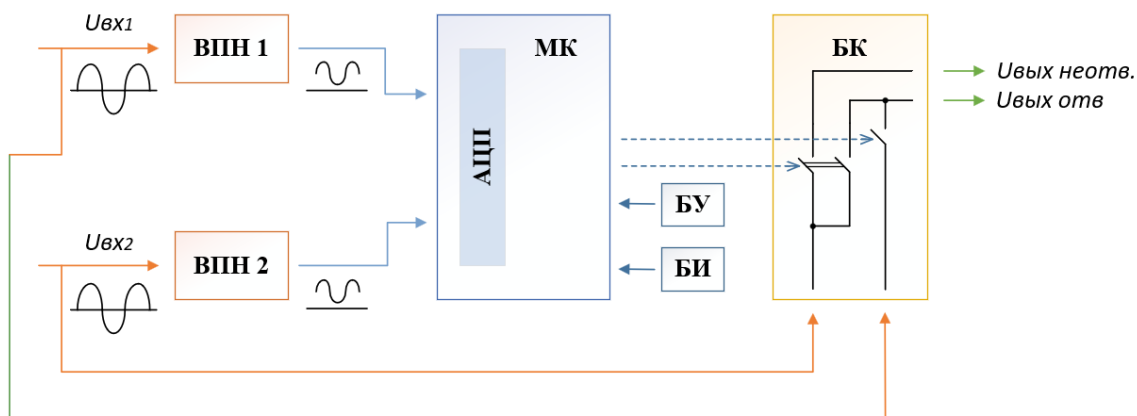 Uвх1
ВПН 1
МК
БК
Uвых неотв.
Uвых отв
АЦП
БУ
Uвх2
ВПН 2
БИ